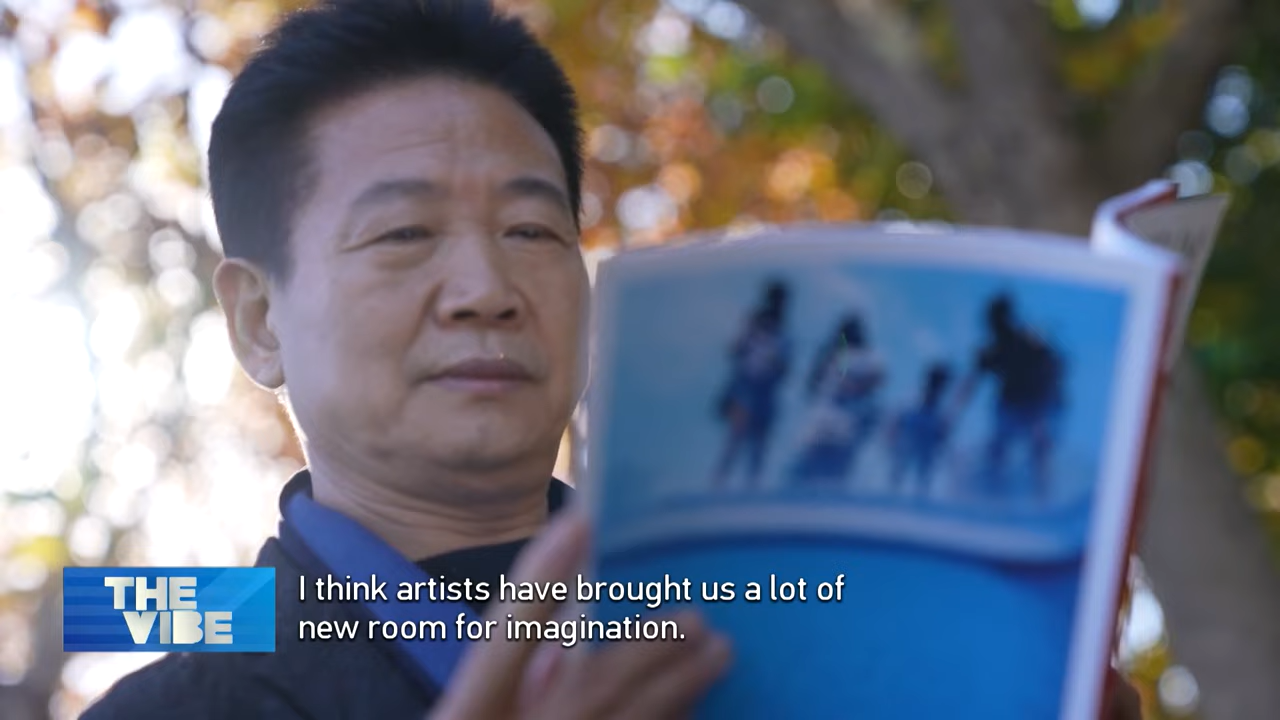 THE
VIBE
I think artists have brought us a lot of
new room for imagination.